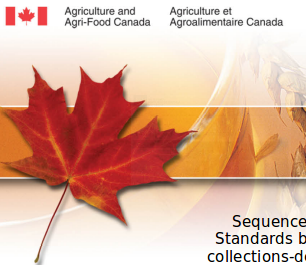 Agriculture and
Agri-Food Canada
Agriculture et
Agroalimentaire Canada
Sequence
Standards b
collections-d